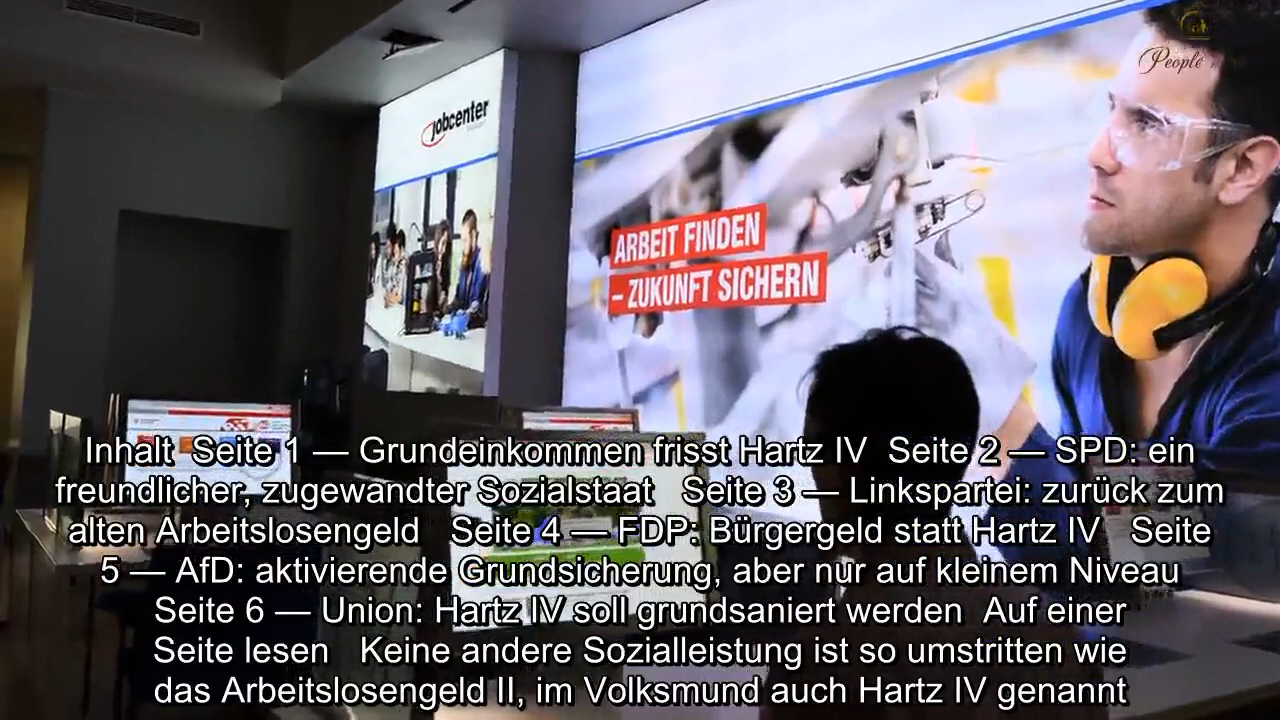 People
jobcenter
ARBEIT FINDEN
– ZUKUNFT SICHERN
Inhalt  Seite 1 — Grundeinkommen frisst Hartz IV  Seite 2 — SPD: ein
freundlicher, zugewandter Sozialstaat   Seite 3 — Linkspartei: zurück zum
alten Arbeitslosengeld   Seite 4 — FDP: Bürgergeld statt Hartz IV   Seite
5 — AfD: aktivierende Grundsicherung, aber nur auf kleinem Niveau
Seite 6 — Union: Hartz IV soll grundsaniert werden  Auf einer
Seite lesen   Keine andere Sozialleistung ist so umstritten wie
das Arbeitslosengeld II, im Volksmund auch Hartz IV genannt